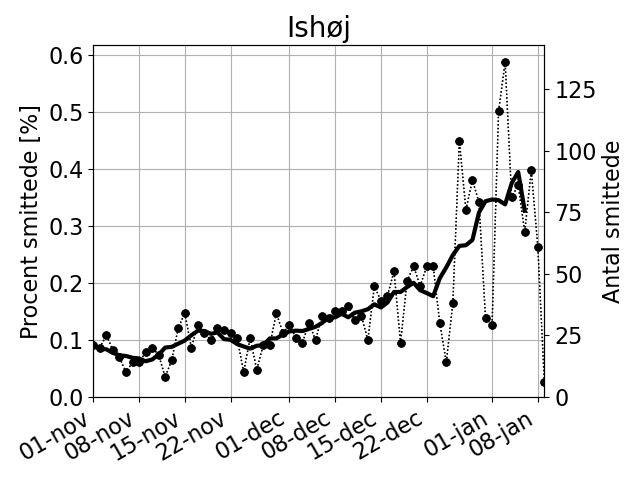 Ishøj
Procent smittede [%]
0.6
0.5
0.4
0.3
0.2
0.1
0.0
125
100
75
50
25
0
Antal smittede
01-nov
08-nov
15-nov
22-nov
01-dec
08-dec
15-dec
22-dec
01-jan
08-jan